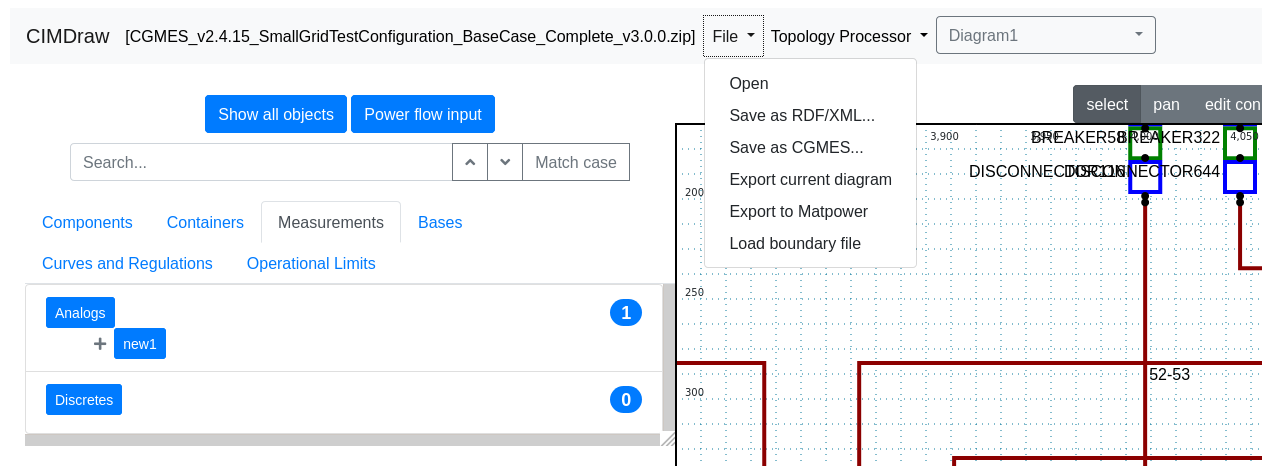 CIMDraw [CGMES_v2.4.15_SmallGridTestConfiguration_BaseCase_Complete_v3.0.0.zip] File Topology Processor Diagram1
Open
Save as RDF/XML...
Save as CGMES...
Export current diagram
Export to Matpower
Load boundary file
Show all objects Power flow input
Search... Match case
Components Containers Measurements Bases
Curves and Regulations Operational Limits
Analogs 1
new1
Discretes 0
select pan edit con
3,900 4,050
BREAKER322
DISCONNECTOR644
200
250
52-53
300